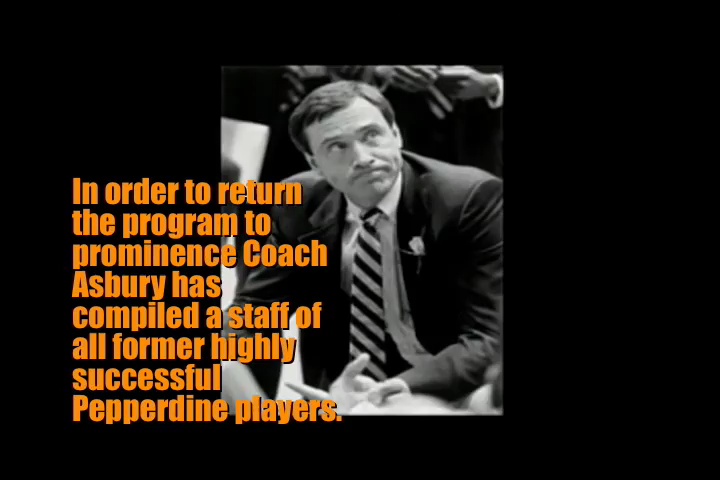 In order to return
the program to
prominence Coach
Asbury has
compiled a staff of
all former highly
successful
Pepperdine players.